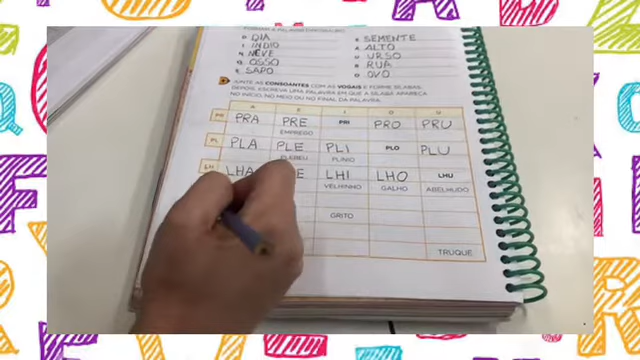 DIA
INDIO
NEVE
OSSO
SAPO
SEMENTE
ALTO
URSO
RUA
OVO
JUNTE AS CONSOANTES COM AS VOGAIS E FORME SÍLABAS.
DEPOIS, ESCREVA UMA PALAVRA EM QUE A SÍLABA APAREÇA
NO INÍCIO, NO MEIO OU NO FINAL DA PALAVRA.
A E I O U
PR PRA PRE PRI PRO PRU
EMPREGO
PL PLA PLE PLI PLO PLU
PLEBEU PLÍNIO
LH LHA LHI LHO LHU
VELHINHO GALHO ABELHUDO
GRITO
TRUQUE